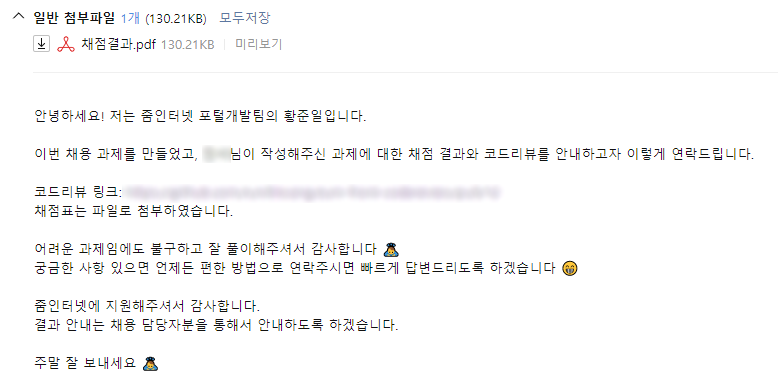 일반 첨부파일 1개 (130.21KB) 모두저장
채점결과.pdf 130.21KB 미리보기
안녕하세요! 저는 줌인터넷 포털개발팀의 황준일입니다.
이번 채용 과제를 만들었고, 님이 작성해주신 과제에 대한 채점 결과와 코드리뷰를 안내하고자 이렇게 연락드립니다.
코드리뷰 링크:
채점표는 파일로 첨부하였습니다.
어려운 과제임에도 불구하고 잘 풀이해주셔서 감사합니다
궁금한 사항 있으면 언제든 편한 방법으로 연락주시면 빠르게 답변드리도록 하겠습니다
줌인터넷에 지원해주셔서 감사합니다.
결과 안내는 채용 담당자분을 통해서 안내하도록 하겠습니다.
주말 잘 보내세요